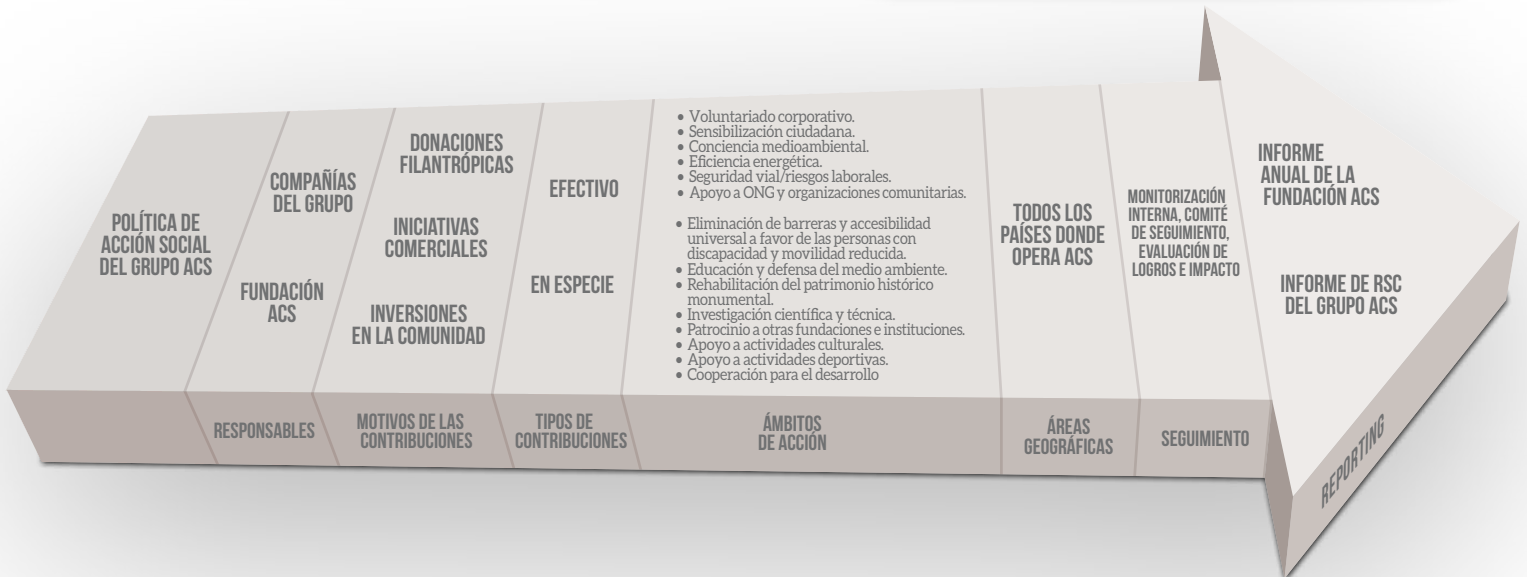 POLÍTICA DE
ACCIÓN SOCIAL
DEL GRUPO ACS
COMPAÑÍAS
DEL GRUPO
FUNDACIÓN
ACS
RESPONSABLES
DONACIONES
FILANTRÓPICAS
INICIATIVAS
COMERCIALES
INVERSIONES
EN LA COMUNIDAD
MOTIVOS DE LAS
CONTRIBUCIONES
EFECTIVO
EN ESPECIE
TIPOS DE
CONTRIBUCIONES
• Voluntariado corporativo.
• Sensibilización ciudadana.
• Conciencia medioambiental.
• Eficiencia energética.
• Seguridad vial/riesgos laborales.
• Apoyo a ONG y organizaciones comunitarias.
• Eliminación de barreras y accesibilidad
universal a favor de las personas con
discapacidad y movilidad reducida.
• Educación y defensa del medio ambiente.
• Rehabilitación del patrimonio histórico
monumental.
• Investigación científica y técnica.
• Patrocinio a otras fundaciones e instituciones.
• Apoyo a actividades culturales.
• Apoyo a actividades deportivas.
• Cooperación para el desarrollo
ÁMBITOS
DE ACCIÓN
TODOS LOS
PAÍSES DONDE
OPERA ACS
ÁREAS
GEOGRÁFICAS
MONITORIZACIÓN
INTERNA, COMITÉ
DE SEGUIMIENTO,
EVALUACIÓN DE
LOGROS E IMPACTO
SEGUIMIENTO
INFORME
ANUAL DE LA
FUNDACIÓN ACS
INFORME DE RSC
DEL GRUPO ACS
REPORTING